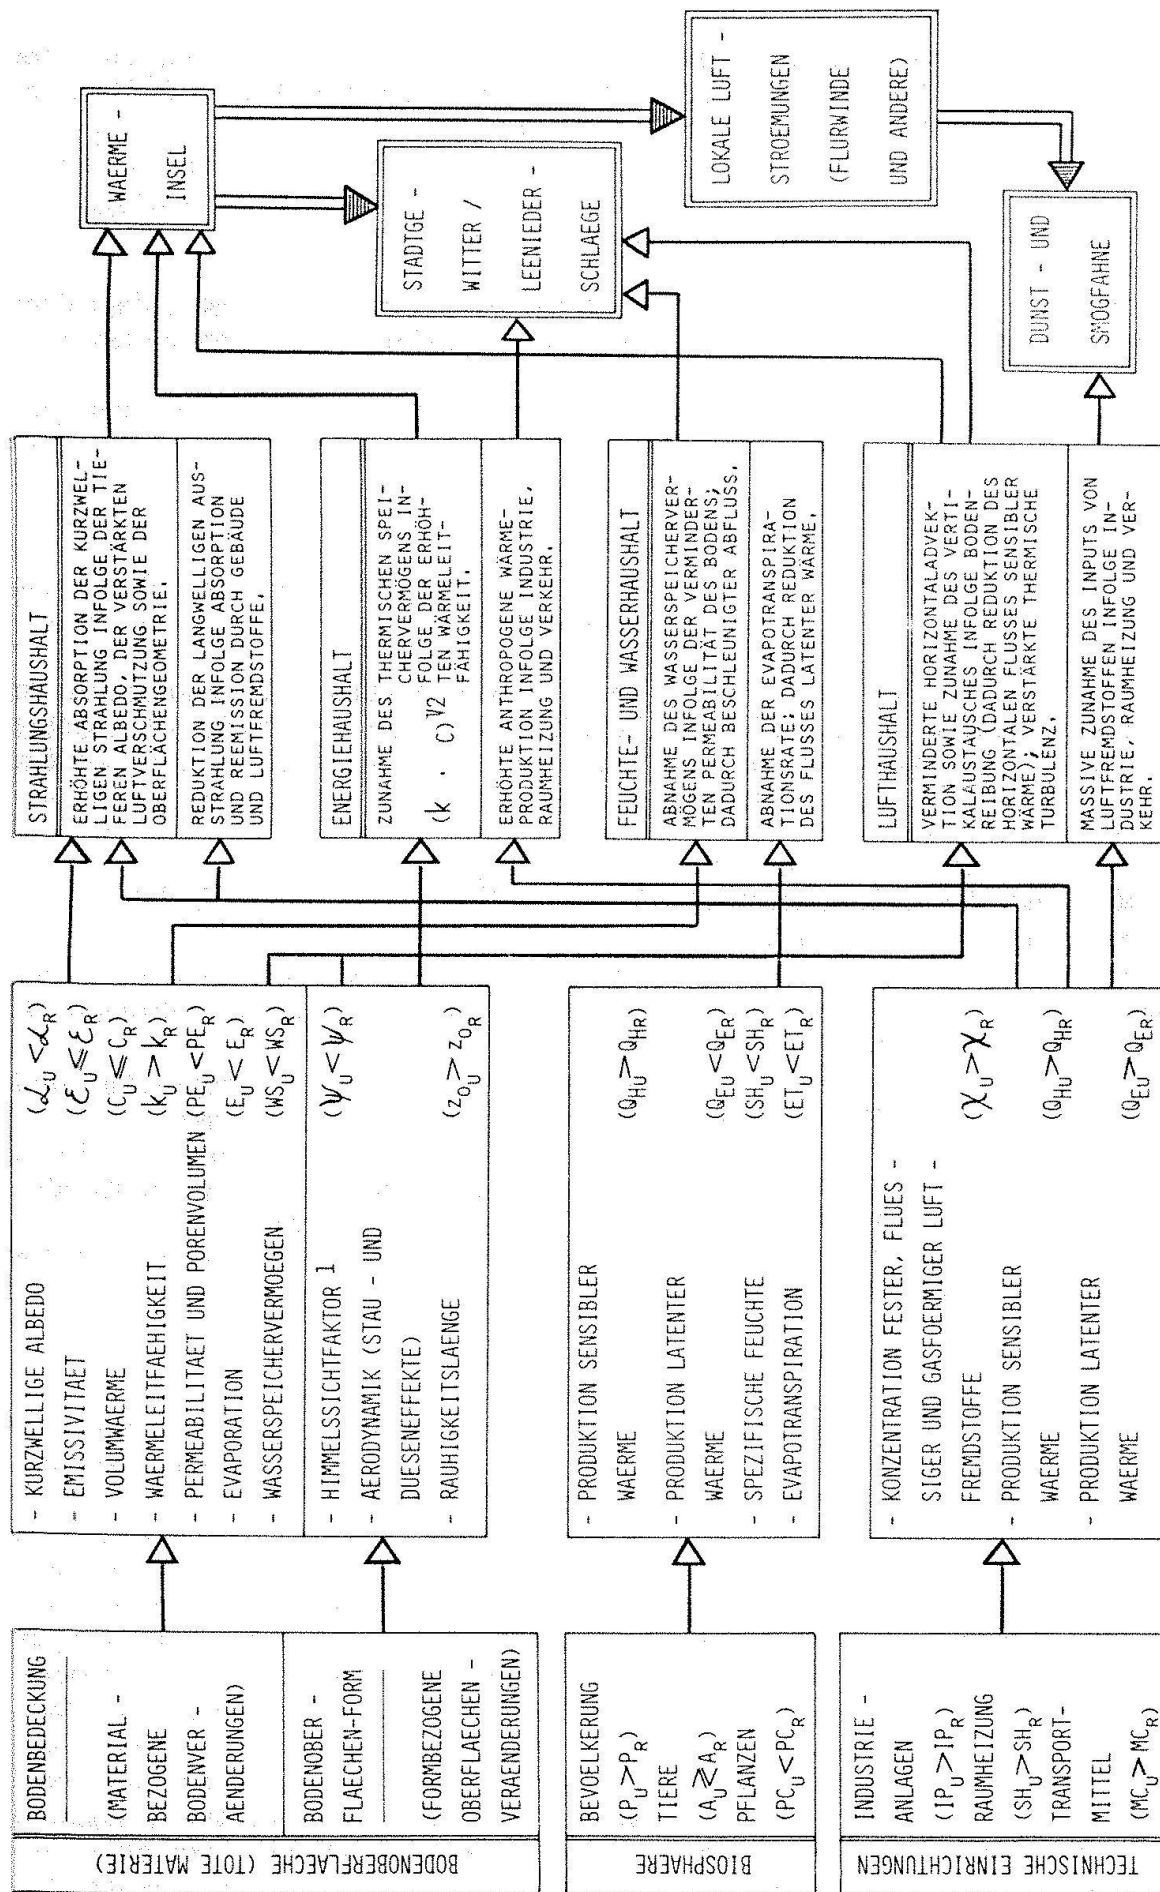 BODENOBERFLAECHE (TOTE MATERIE)
BODENBEDECKUNG
(MATERIAL -
BEZOGENE
BODENVER -
AENDERUNGEN)
BODENOBER -
FLAECHEN-FORM
(FORMBEZOGENE
OBERFLAECHEN -
VERAENDERUNGEN)
BIOSPHAERE
BEVOELKERUNG
(P_U > P_R)
TIERE
(A_U ≷ A_R)
PFLANZEN
(PC_U < PC_R)
TECHNISCHE EINRICHTUNGEN
INDUSTRIE -
ANLAGEN
(IP_U > IP_R)
RAUMHEIZUNG
(SH_U > SH_R)
TRANSPORT-
MITTEL
(MC_U > MC_R)
- KURZWELLIGE ALBEDO (α_U < α_R)
- EMISSIVITAET (ε_U ⩽ ε_R)
- VOLUMWAERME (C_U ⩽ C_R)
- WAERMELEITFAEHIGKEIT (k_U > k_R)
- PERMEABILITAET UND PORENVOLUMEN (PE_U < PE_R)
- EVAPORATION (E_U < E_R)
- WASSERSPEICHERVERMOEGEN (WS_U < WS_R)
- HIMMELSSICHTFAKTOR 1 (ψ_U < ψ_R)
- AERODYNAMIK (STAU - UND
DUESENEFFEKTE)
- RAUHIGKEITSLAENGE (z_0U > z_0R)
- PRODUKTION SENSIBLER
WAERME (Q_HU > Q_HR)
- PRODUKTION LATENTER
WAERME (Q_EU < Q_ER)
- SPEZIFISCHE FEUCHTE (SH_U < SH_R)
- EVAPOTRANSPIRATION (ET_U < ET_R)
- KONZENTRATION FESTER, FLUES -
SIGER UND GASFOERMIGER LUFT -
FREMDSTOFFE (χ_U > χ_R)
- PRODUKTION SENSIBLER
WAERME (Q_HU > Q_HR)
- PRODUKTION LATENTER
WAERME (Q_EU > Q_ER)
STRAHLUNGSHAUSHALT
ERHÖHTE ABSORPTION DER KURZWEL-
LIGEN STRAHLUNG INFOLGE DER TIE-
FEREN ALBEDO, DER VERSTÄRKTEN
LUFTVERSCHMUTZUNG SOWIE DER
OBERFLÄCHENGEOMETRIE.
REDUKTION DER LANGWELLIGEN AUS-
STRAHLUNG INFOLGE ABSORPTION
UND REEMISSION DURCH GEBÄUDE
UND LUFTFREMDSTOFFE.
ENERGIEHAUSHALT
ZUNAHME DES THERMISCHEN SPEI-
CHERVERMÖGENS IN-
FOLGE DER ERHÖH-
(k · C)^1/2 TEN WÄRMELEIT-
FÄHIGKEIT.
ERHÖHTE ANTHROPOGENE WÄRME-
PRODUKTION INFOLGE INDUSTRIE,
RAUMHEIZUNG UND VERKEHR.
FEUCHTE- UND WASSERHAUSHALT
ABNAHME DES WASSERSPEICHERVER-
MÖGENS INFOLGE DER VERMINDER-
TEN PERMEABILITÄT DES BODENS;
DADURCH BESCHLEUNIGTER ABFLUSS.
ABNAHME DER EVAPOTRANSPIRA-
TIONSRATE; DADURCH REDUKTION
DES FLUSSES LATENTER WÄRME.
LUFTHAUSHALT
VERMINDERTE HORIZONTALADVEK-
TION SOWIE ZUNAHME DES VERTI-
KALAUSTAUSCHES INFOLGE BODEN-
REIBUNG (DADURCH REDUKTION DES
HORIZONTALEN FLUSSES SENSIBLER
WÄRME); VERSTÄRKTE THERMISCHE
TURBULENZ.
MASSIVE ZUNAHME DES INPUTS VON
LUFTFREMDSTOFFEN INFOLGE IN-
DUSTRIE, RAUMHEIZUNG UND VER-
KEHR.
WAERME -
INSEL
STADTGE -
WITTER /
LEENIEDER -
SCHLAEGE
LOKALE LUFT -
STROEMUNGEN
(FLURWINDE
UND ANDERE)
DUNST - UND
SMOGFAHNE